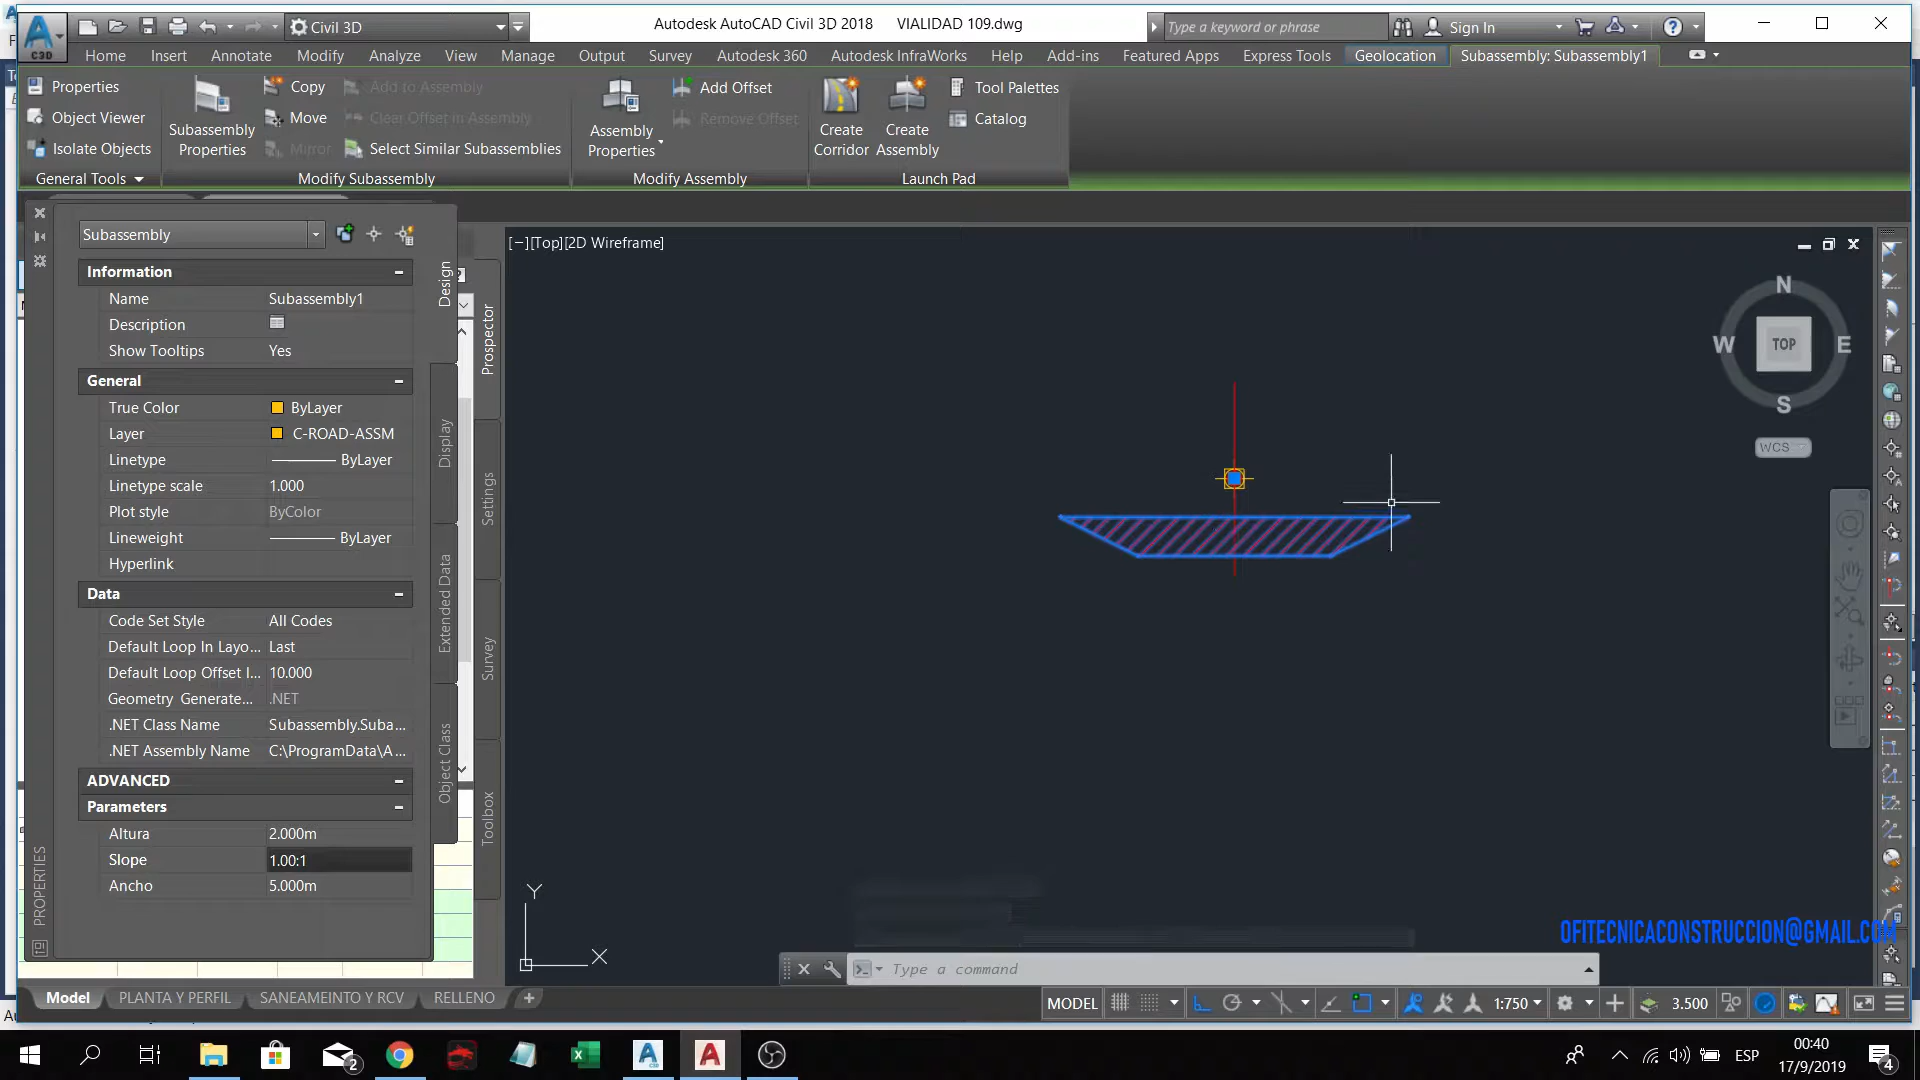 Civil 3D
Autodesk AutoCAD Civil 3D 2018 VIALIDAD 109.dwg
Type a keyword or phrase
Sign In
C3D
Home Insert Annotate Modify Analyze View Manage Output Survey Autodesk 360 Autodesk InfraWorks Help Add-ins Featured Apps Express Tools Geolocation Subassembly: Subassembly1
Properties
Object Viewer
Isolate Objects
General Tools
Subassembly
Properties
Copy
Move
Mirror
Add to Assembly
Clear Offset in Assembly
Select Similar Subassemblies
Modify Subassembly
Assembly
Properties
Add Offset
Remove Offset
Modify Assembly
Create
Corridor
Create
Assembly
Tool Palettes
Catalog
Launch Pad
Subassembly
Information
Name Subassembly1
Description
Show Tooltips Yes
General
True Color ByLayer
Layer C-ROAD-ASSM
Linetype ByLayer
Linetype scale 1.000
Plot style ByColor
Lineweight ByLayer
Hyperlink
Data
Code Set Style All Codes
Default Loop In Layo... Last
Default Loop Offset I... 10.000
Geometry Generate... .NET
.NET Class Name Subassembly.Suba...
.NET Assembly Name C:\ProgramData\A...
ADVANCED
Parameters
Altura 2.000m
Slope 1.00:1
Ancho 5.000m
PROPERTIES
Design
Display
Extended Data
Object Class
Prospector
Settings
Survey
Toolbox
[−][Top][2D Wireframe]
N
W TOP E
S
WCS
Y
X
OFITECNICACONSTRUCCION@GMAIL.COM
Type a command
Model PLANTA Y PERFIL SANEAMEINTO Y RCV RELLENO
MODEL 1:750 3.500
2
ESP
00:40
17/9/2019
4